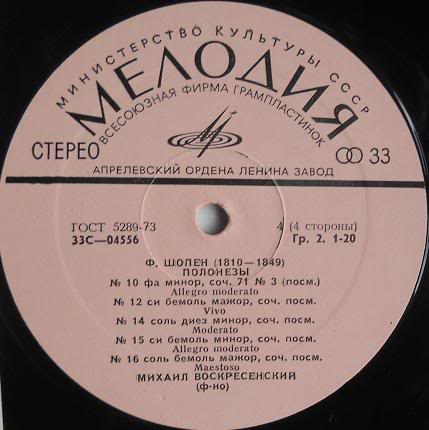 МИНИСТЕРСТВО КУЛЬТУРЫ СССР
МЕЛОДИЯ
ВСЕСОЮЗНАЯ ФИРМА ГРАМПЛАСТИНОК
СТЕРЕО
33
АПРЕЛЕВСКИЙ ОРДЕНА ЛЕНИНА ЗАВОД
ГОСТ 5289-73
4 (4 стороны)
33С—04556
Гр. 2. 1-20
Ф. ШОПЕН (1810—1849)
ПОЛОНЕЗЫ
№ 10 фа минор, соч. 71 № 3 (посм.)
Allegro moderato
№ 12 си бемоль мажор, соч. посм.
Vivo
№ 14 соль диез минор, соч. посм.
Moderato
№ 15 си бемоль минор, соч. посм.
Allegro moderato
№ 16 соль бемоль мажор, соч. посм.
Maestoso
МИХАИЛ ВОСКРЕСЕНСКИЙ
(ф-но)